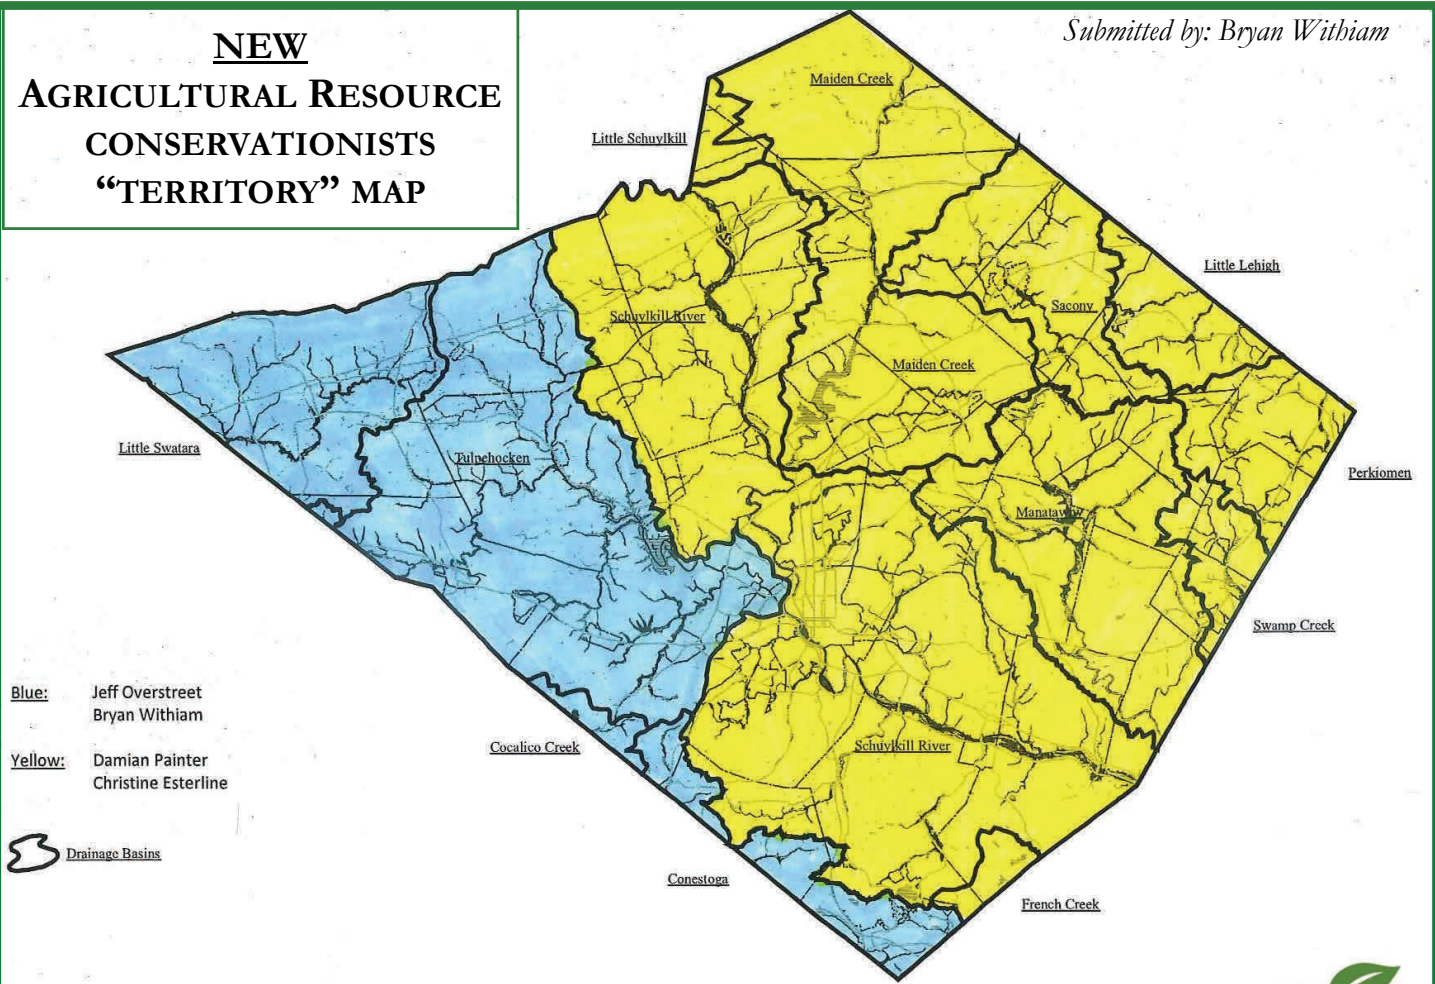 NEW
AGRICULTURAL RESOURCE
CONSERVATIONISTS
“TERRITORY” MAP
Submitted by: Bryan Withiam
Maiden Creek
Little Schuylkill
Little Lehigh
Sacony
Schuylkill River
Maiden Creek
Little Swatara
Tulpehocken
Perkiomen
Manatawny
Swamp Creek
Blue: Jeff Overstreet
Bryan Withiam
Yellow: Damian Painter
Christine Esterline
Cocalico Creek
Schuylkill River
Drainage Basins
Conestoga
French Creek